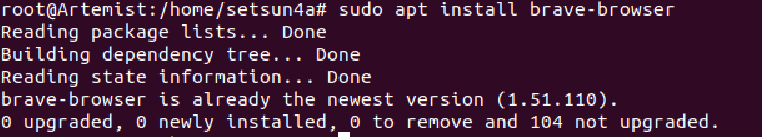 root@Artemist:/home/setsun4a# sudo apt install brave-browser
Reading package lists... Done
Building dependency tree... Done
Reading state information... Done
brave-browser is already the newest version (1.51.110).
0 upgraded, 0 newly installed, 0 to remove and 104 not upgraded.